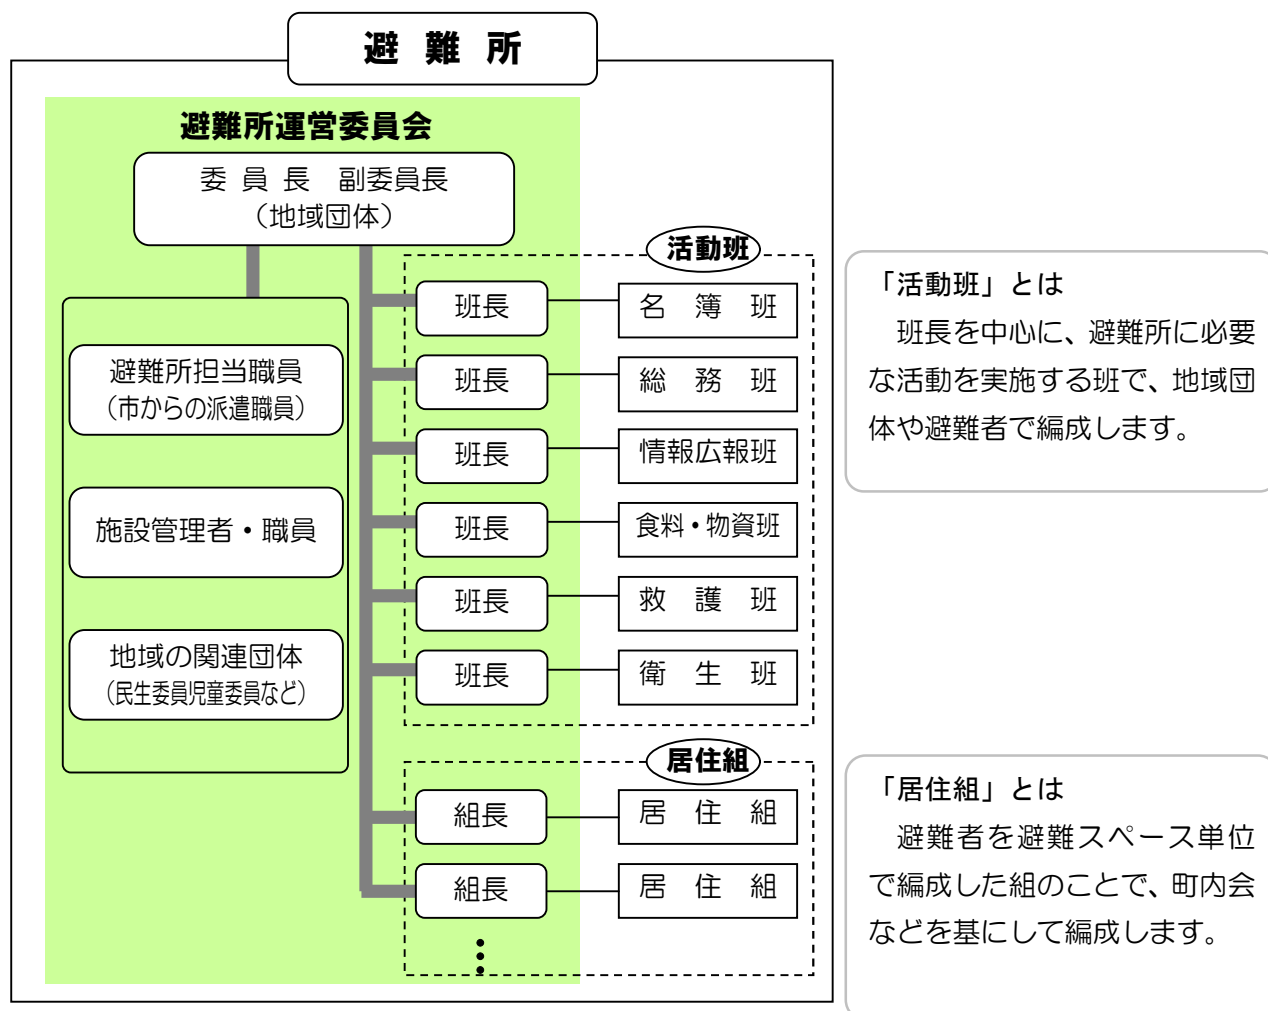 避 難 所
避難所運営委員会
委 員 長　副委員長
（地域団体）
避難所担当職員
（市からの派遣職員）
施設管理者・職員
地域の関連団体
（民生委員児童委員など）
活動班
班長
名　簿　班
班長
総　務　班
班長
情報広報班
班長
食料・物資班
班長
救　護　班
班長
衛　生　班
居住組
組長
居　住　組
組長
居　住　組
「活動班」とは
班長を中心に、避難所に必要
な活動を実施する班で、地域団
体や避難者で編成します。
「居住組」とは
避難者を避難スペース単位
で編成した組のことで、町内会
などを基にして編成します。